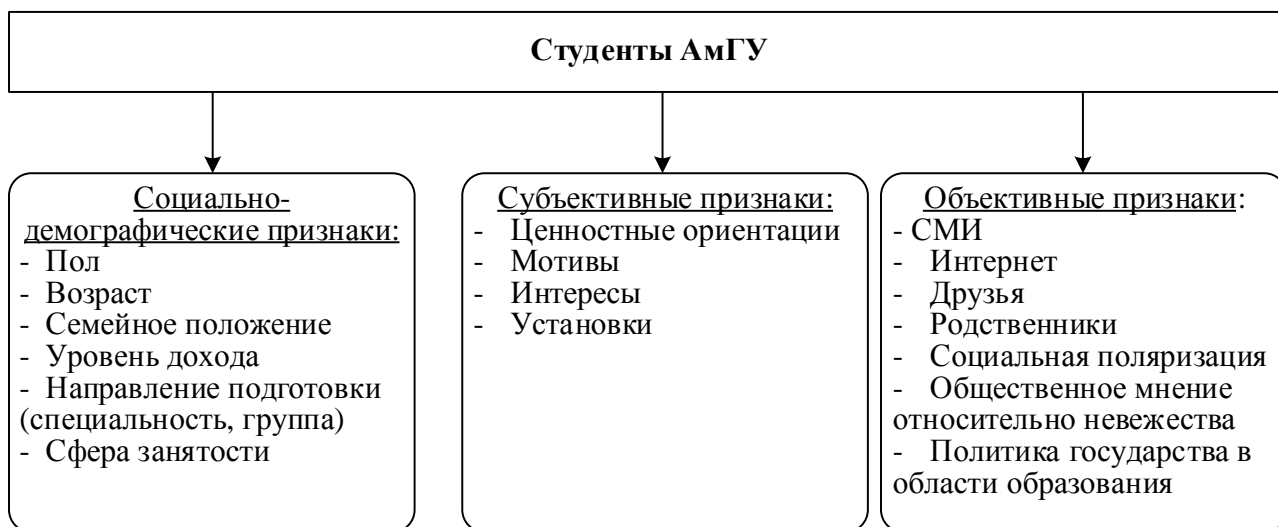 Студенты АмГУ
Социально-
демографические признаки:
- Пол
- Возраст
- Семейное положение
- Уровень дохода
- Направление подготовки
(специальность, группа)
- Сфера занятости
Субъективные признаки:
- Ценностные ориентации
- Мотивы
- Интересы
- Установки
Объективные признаки:
- СМИ
- Интернет
- Друзья
- Родственники
- Социальная поляризация
- Общественное мнение
относительно невежества
- Политика государства в
области образования